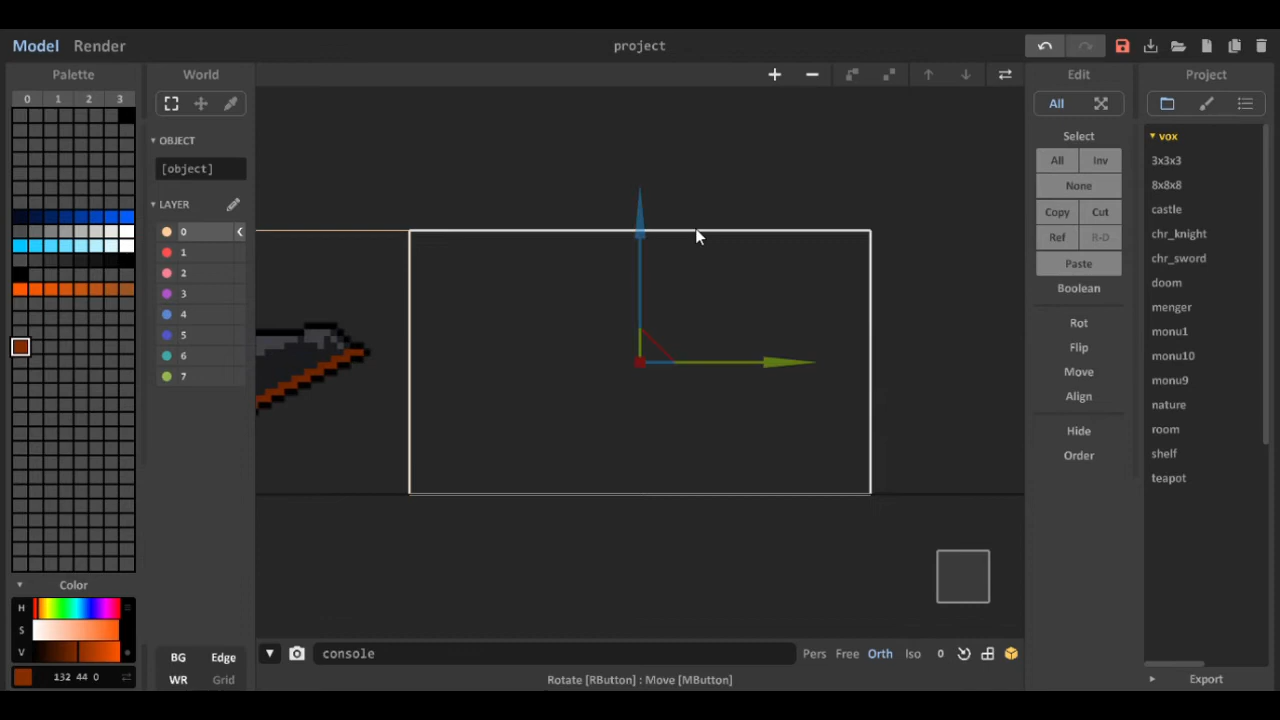 Model Render
project
Palette
World
Edit
Project
0 1 2 3
All
OBJECT
[object]
LAYER
0
1
2
3
4
5
6
7
Select
All Inv
None
Copy Cut
Ref R-D
Paste
Boolean
Rot
Flip
Move
Align
Hide
Order
vox
3x3x3
8x8x8
castle
chr_knight
chr_sword
doom
menger
monu1
monu10
monu9
nature
room
shelf
teapot
Export
Color
H
S
V
132 44 0
BG Edge
WR Grid
console
Pers Free Orth Iso 0
Rotate [RButton] : Move [MButton]